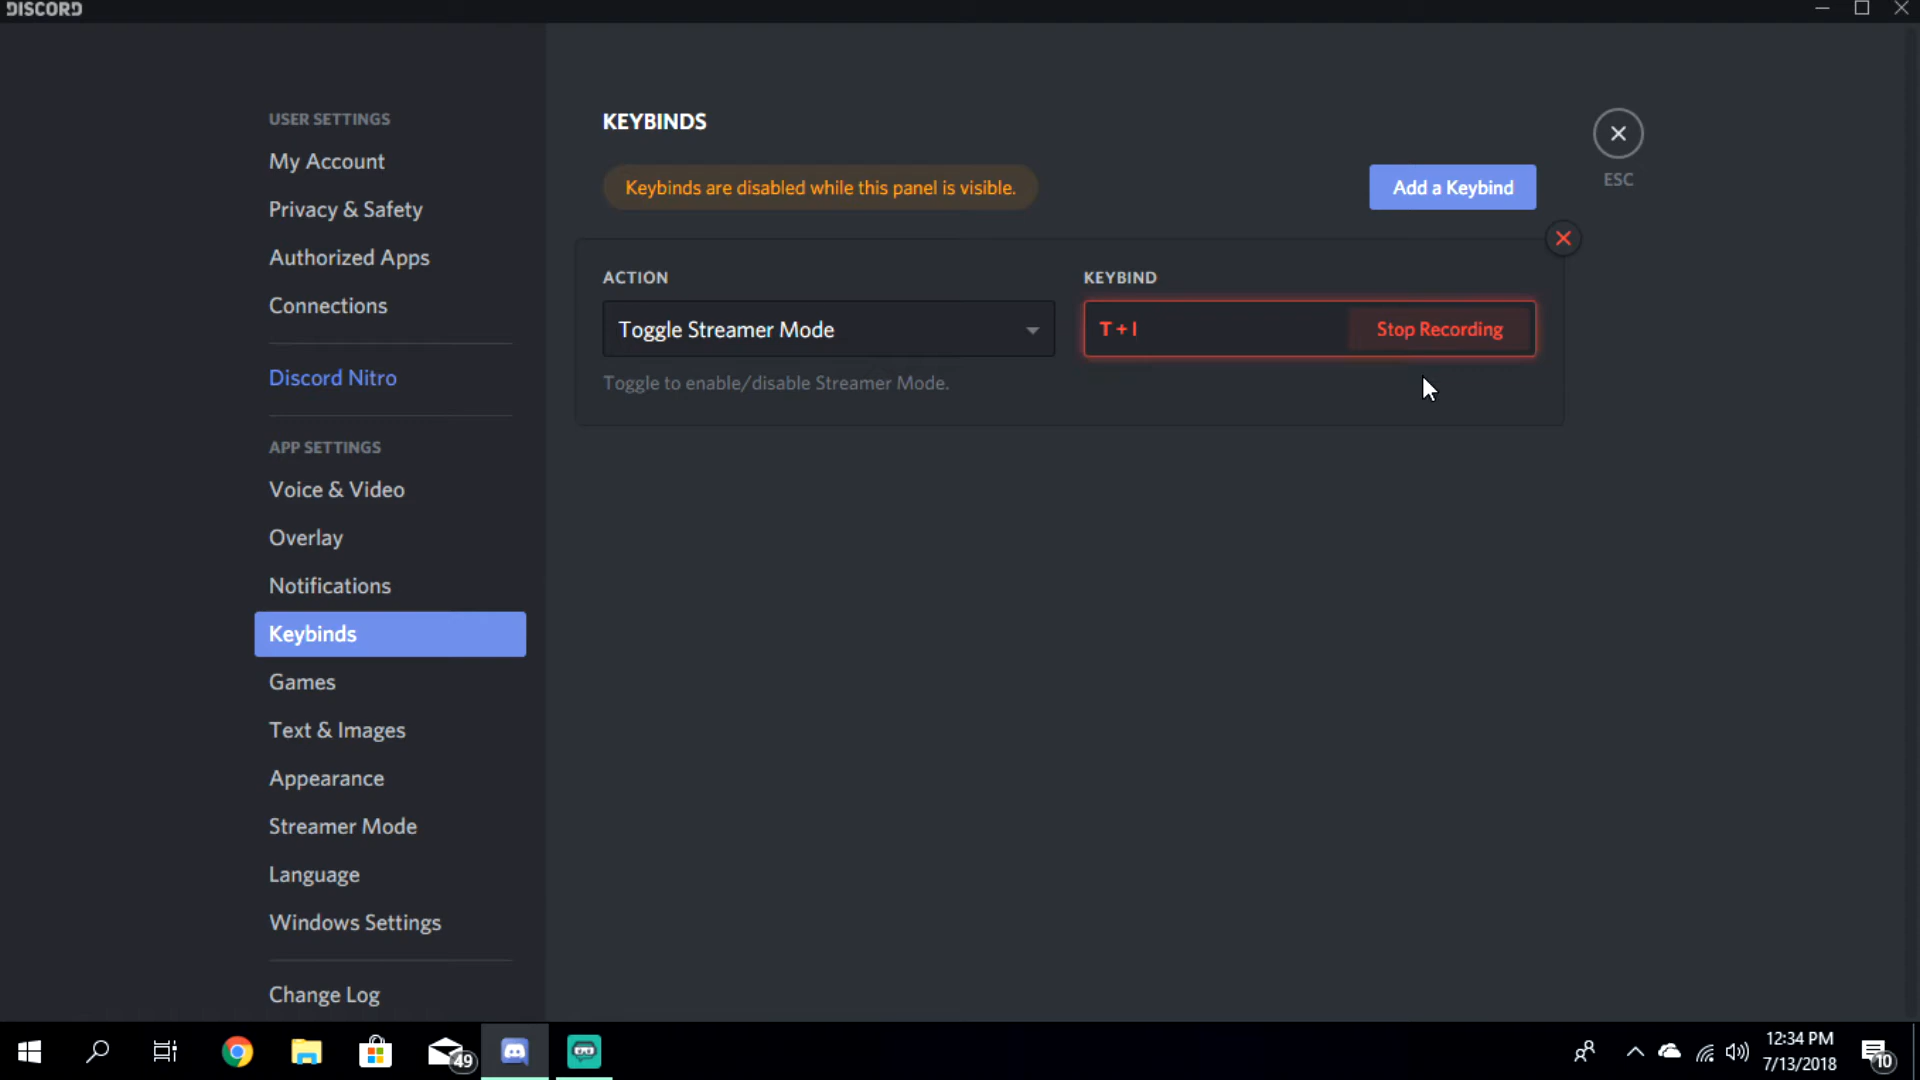 DISCORD
USER SETTINGS
My Account
Privacy & Safety
Authorized Apps
Connections
Discord Nitro
APP SETTINGS
Voice & Video
Overlay
Notifications
Keybinds
Games
Text & Images
Appearance
Streamer Mode
Language
Windows Settings
Change Log
KEYBINDS
Keybinds are disabled while this panel is visible.
Add a Keybind
ESC
ACTION
KEYBIND
Toggle Streamer Mode
T + I
Stop Recording
Toggle to enable/disable Streamer Mode.
49
12:34 PM
7/13/2018
10